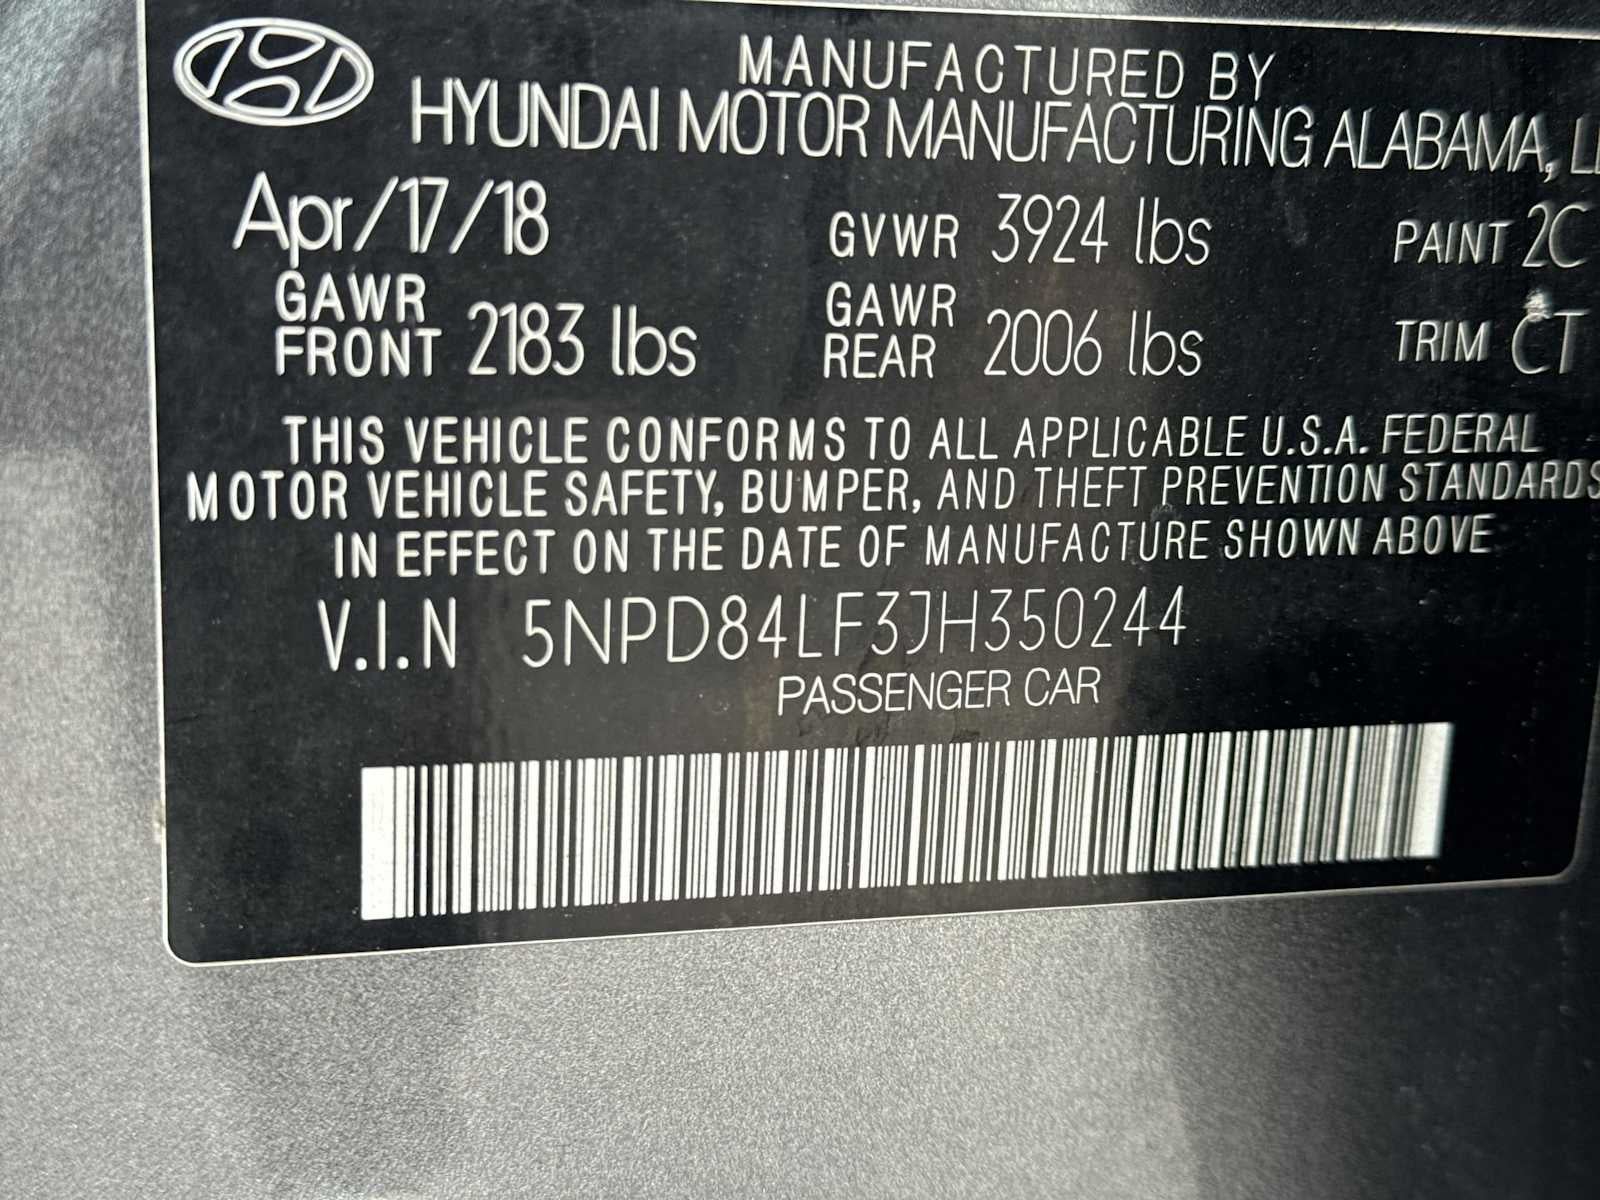 MANUFACTURED BY
HYUNDAI MOTOR MANUFACTURING ALABAMA,
Apr/17/18 GVWR 3924 lbs PAINT 2C
GAWR FRONT 2183 lbs GAWR REAR 2006 lbs TRIM CT
THIS VEHICLE CONFORMS TO ALL APPLICABLE U.S.A. FEDERAL
MOTOR VEHICLE SAFETY, BUMPER, AND THEFT PREVENTION STANDARDS
IN EFFECT ON THE DATE OF MANUFACTURE SHOWN ABOVE
V.I.N 5NPD84LF3JH350244
PASSENGER CAR